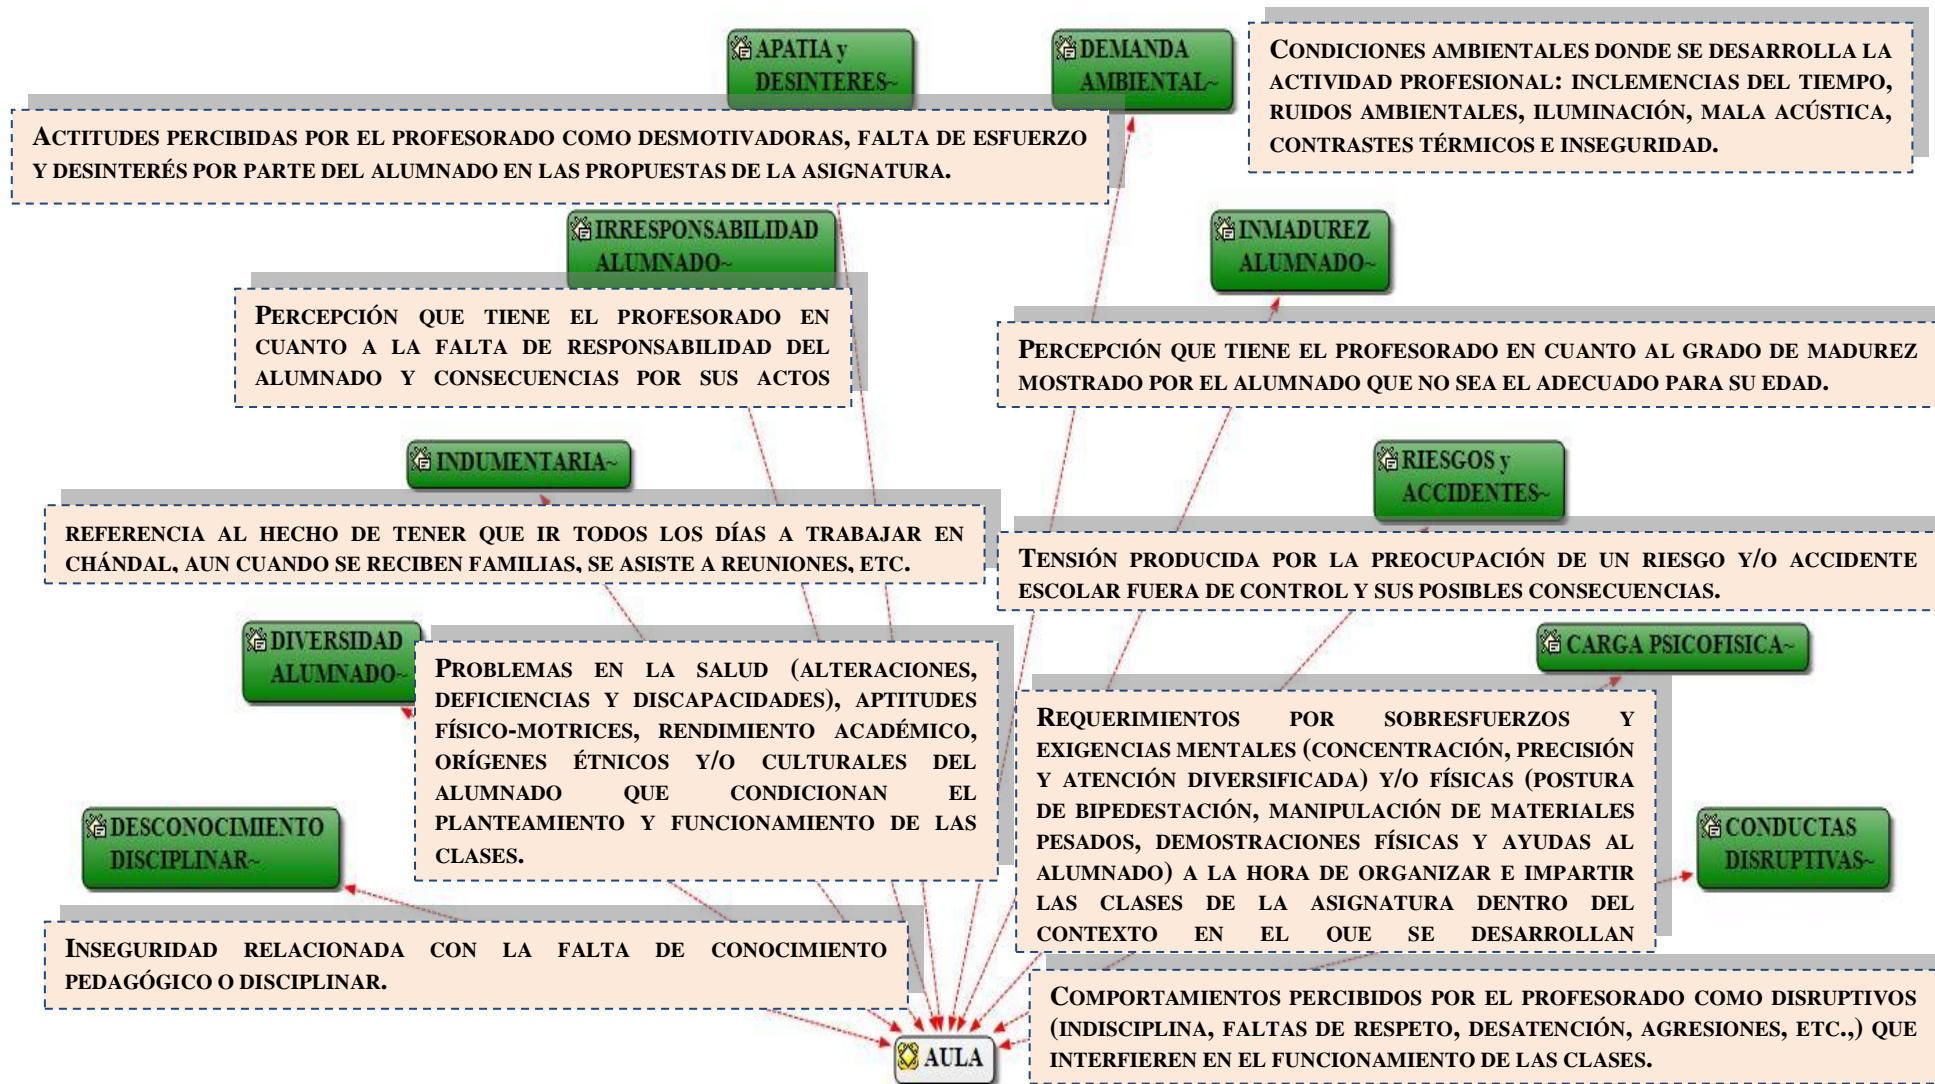 APATIA y
DESINTERES~
DEMANDA
AMBIENTAL~
CONDICIONES AMBIENTALES DONDE SE DESARROLLA LA
ACTIVIDAD PROFESIONAL: INCLEMENCIAS DEL TIEMPO,
RUIDOS AMBIENTALES, ILUMINACIÓN, MALA ACÚSTICA,
CONTRASTES TÉRMICOS E INSEGURIDAD.
ACTITUDES PERCIBIDAS POR EL PROFESORADO COMO DESMOTIVADORAS, FALTA DE ESFUERZO
Y DESINTERÉS POR PARTE DEL ALUMNADO EN LAS PROPUESTAS DE LA ASIGNATURA.
IRRESPONSABILIDAD
ALUMNADO~
INMADUREZ
ALUMNADO~
PERCEPCIÓN QUE TIENE EL PROFESORADO EN
CUANTO A LA FALTA DE RESPONSABILIDAD DEL
ALUMNADO Y CONSECUENCIAS POR SUS ACTOS
PERCEPCIÓN QUE TIENE EL PROFESORADO EN CUANTO AL GRADO DE MADUREZ
MOSTRADO POR EL ALUMNADO QUE NO SEA EL ADECUADO PARA SU EDAD.
INDUMENTARIA~
RIESGOS y
ACCIDENTES~
REFERENCIA AL HECHO DE TENER QUE IR TODOS LOS DÍAS A TRABAJAR EN
CHÁNDAL, AUN CUANDO SE RECIBEN FAMILIAS, SE ASISTE A REUNIONES, ETC.
TENSIÓN PRODUCIDA POR LA PREOCUPACIÓN DE UN RIESGO Y/O ACCIDENTE
ESCOLAR FUERA DE CONTROL Y SUS POSIBLES CONSECUENCIAS.
DIVERSIDAD
ALUMNADO~
PROBLEMAS EN LA SALUD (ALTERACIONES,
DEFICIENCIAS Y DISCAPACIDADES), APTITUDES
FÍSICO-MOTRICES, RENDIMIENTO ACADÉMICO,
ORÍGENES ÉTNICOS Y/O CULTURALES DEL
ALUMNADO QUE CONDICIONAN EL
PLANTEAMIENTO Y FUNCIONAMIENTO DE LAS
CLASES.
CARGA PSICOFISICA~
REQUERIMIENTOS POR SOBRESFUERZOS Y
EXIGENCIAS MENTALES (CONCENTRACIÓN, PRECISIÓN
Y ATENCIÓN DIVERSIFICADA) Y/O FÍSICAS (POSTURA
DE BIPEDESTACIÓN, MANIPULACIÓN DE MATERIALES
PESADOS, DEMOSTRACIONES FÍSICAS Y AYUDAS AL
ALUMNADO) A LA HORA DE ORGANIZAR E IMPARTIR
LAS CLASES DE LA ASIGNATURA DENTRO DEL
CONTEXTO EN EL QUE SE DESARROLLAN
DESCONOCIMIENTO
DISCIPLINAR~
CONDUCTAS
DISRUPTIVAS~
INSEGURIDAD RELACIONADA CON LA FALTA DE CONOCIMIENTO
PEDAGÓGICO O DISCIPLINAR.
COMPORTAMIENTOS PERCIBIDOS POR EL PROFESORADO COMO DISRUPTIVOS
(INDISCIPLINA, FALTAS DE RESPETO, DESATENCIÓN, AGRESIONES, ETC.,) QUE
INTERFIEREN EN EL FUNCIONAMIENTO DE LAS CLASES.
AULA